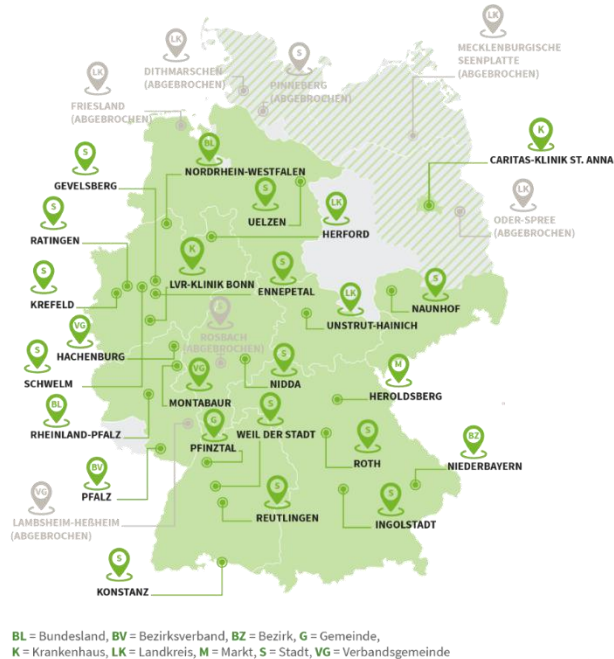 LK
DITHMARSCHEN
(ABGEBROCHEN)
S
PINNEBERG
(ABGEBROCHEN)
LK
MECKLENBURGISCHE
SEENPLATTE
(ABGEBROCHEN)
LK
FRIESLAND
(ABGEBROCHEN)
K
CARITAS-KLINIK ST. ANNA
BL
NORDRHEIN-WESTFALEN
S
GEVELSBERG
S
UELZEN
LK
HERFORD
LK
ODER-SPREE
(ABGEBROCHEN)
S
RATINGEN
K
LVR-KLINIK BONN
ENNEPETAL
S
KREFELD
LK
UNSTRUT-HAINICH
S
NAUNHOF
VG
HACHENBURG
ROSBACH
(ABGEBROCHEN)
S
SCHWELM
VG
MONTABAUR
S
NIDDA
M
HEROLDSBERG
BL
RHEINLAND-PFALZ
G
PFINZTAL
S
WEIL DER STADT
S
ROTH
BZ
NIEDERBAYERN
BV
PFALZ
VG
LAMBSHEIM-HEẞHEIM
(ABGEBROCHEN)
S
REUTLINGEN
S
INGOLSTADT
S
KONSTANZ
BL = Bundesland, BV = Bezirksverband, BZ = Bezirk, G = Gemeinde,
K = Krankenhaus, LK = Landkreis, M = Markt, S = Stadt, VG = Verbandsgemeinde